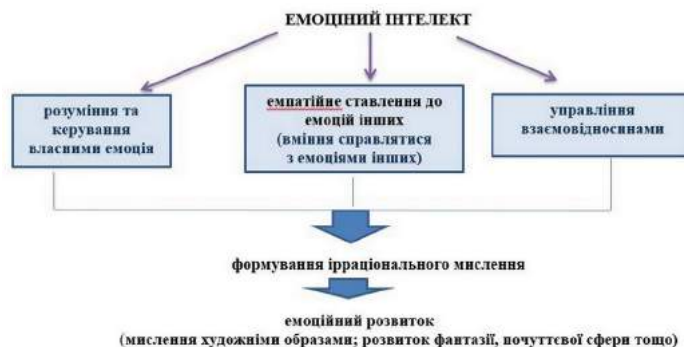 ЕМОЦІНИЙ ІНТЕЛЕКТ
розуміння та
керування
власними емоція
емпатійне ставлення до
емоцій інших
(вміння справлятися
з емоціями інших)
управління
взаємовідносинами
формування ірраціонального мислення
емоційний розвиток
(мислення художніми образами; розвиток фантазії, почуттєвої сфери тощо)